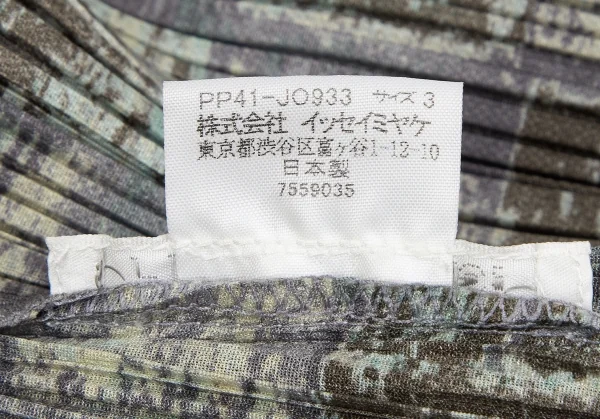 PP41-JO933 サイズ 3
株式会社 イッセイミヤケ
東京都渋谷区富ヶ谷1-12-10
日本製
7559035